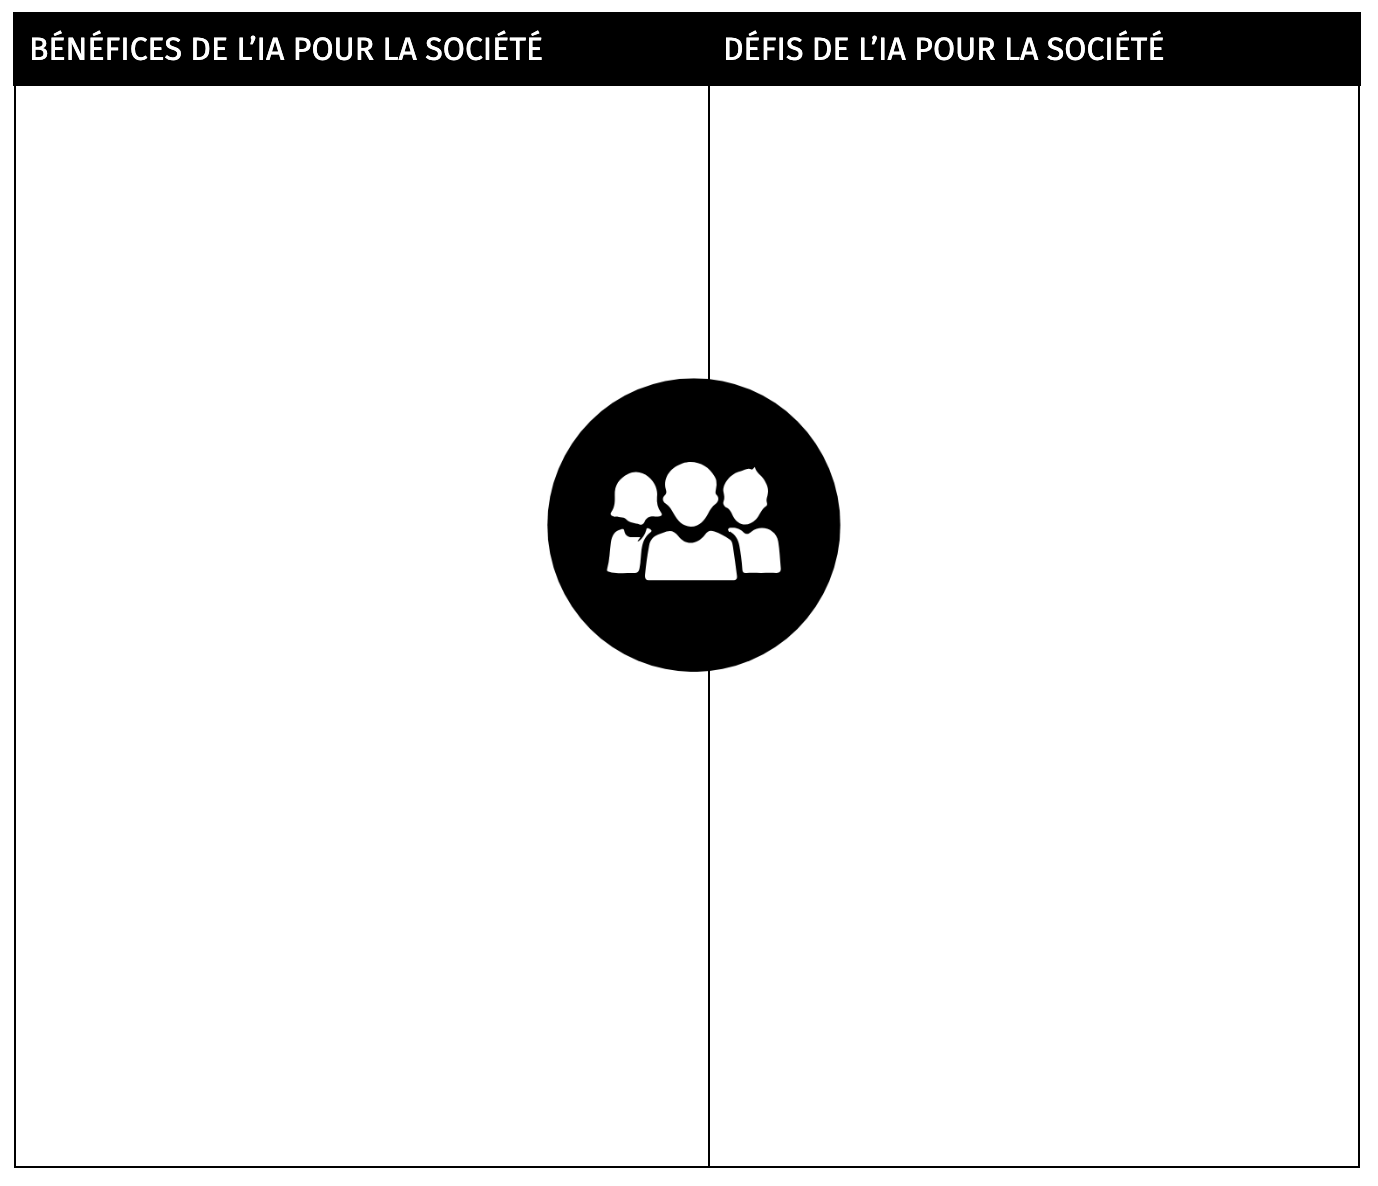 BÉNÉFICES DE L’IA POUR LA SOCIÉTÉ
DÉFIS DE L’IA POUR LA SOCIÉTÉ